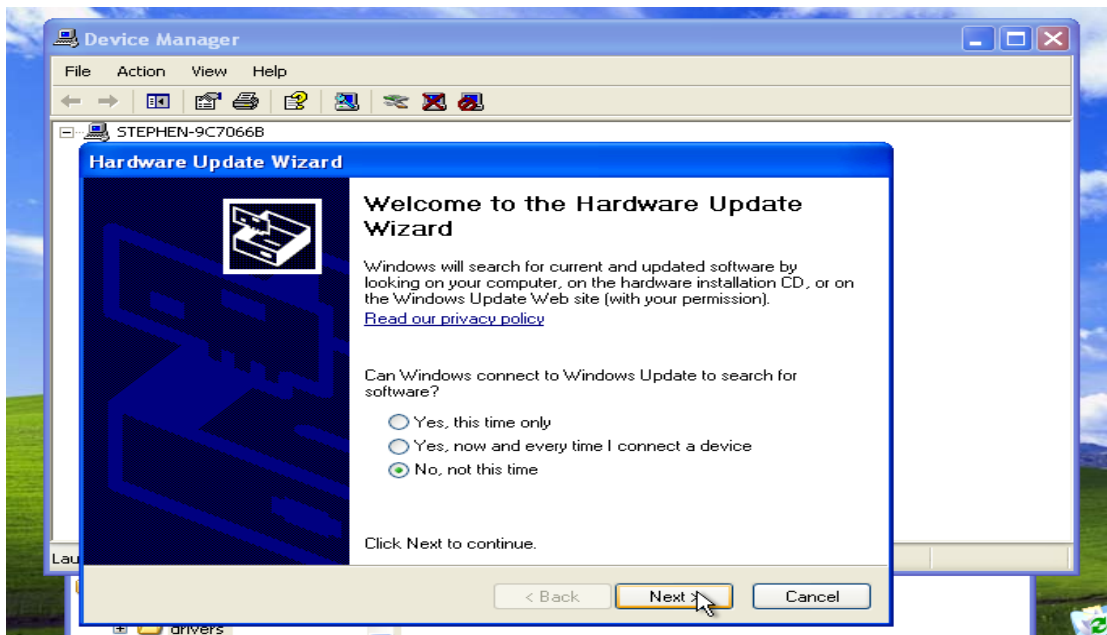 Device Manager
File Action View Help
STEPHEN-9C7066B
Hardware Update Wizard
Welcome to the Hardware Update
Wizard
Windows will search for current and updated software by
looking on your computer, on the hardware installation CD, or on
the Windows Update Web site (with your permission).
Read our privacy policy
Can Windows connect to Windows Update to search for
software?
Yes, this time only
Yes, now and every time I connect a device
No, not this time
Click Next to continue.
Lau
< Back Next > Cancel
drivers